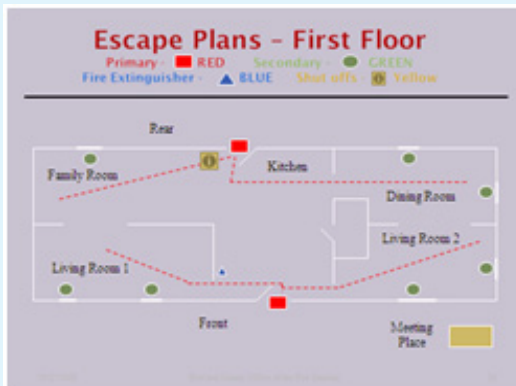 Escape Plans – First Floor
Primary - RED Secondary - GREEN
Fire Extinguisher - BLUE Shut offs - Yellow
Rear
Kitchen
Family Room
Dining Room
Living Room 2
Living Room 1
Front
Meeting
Place